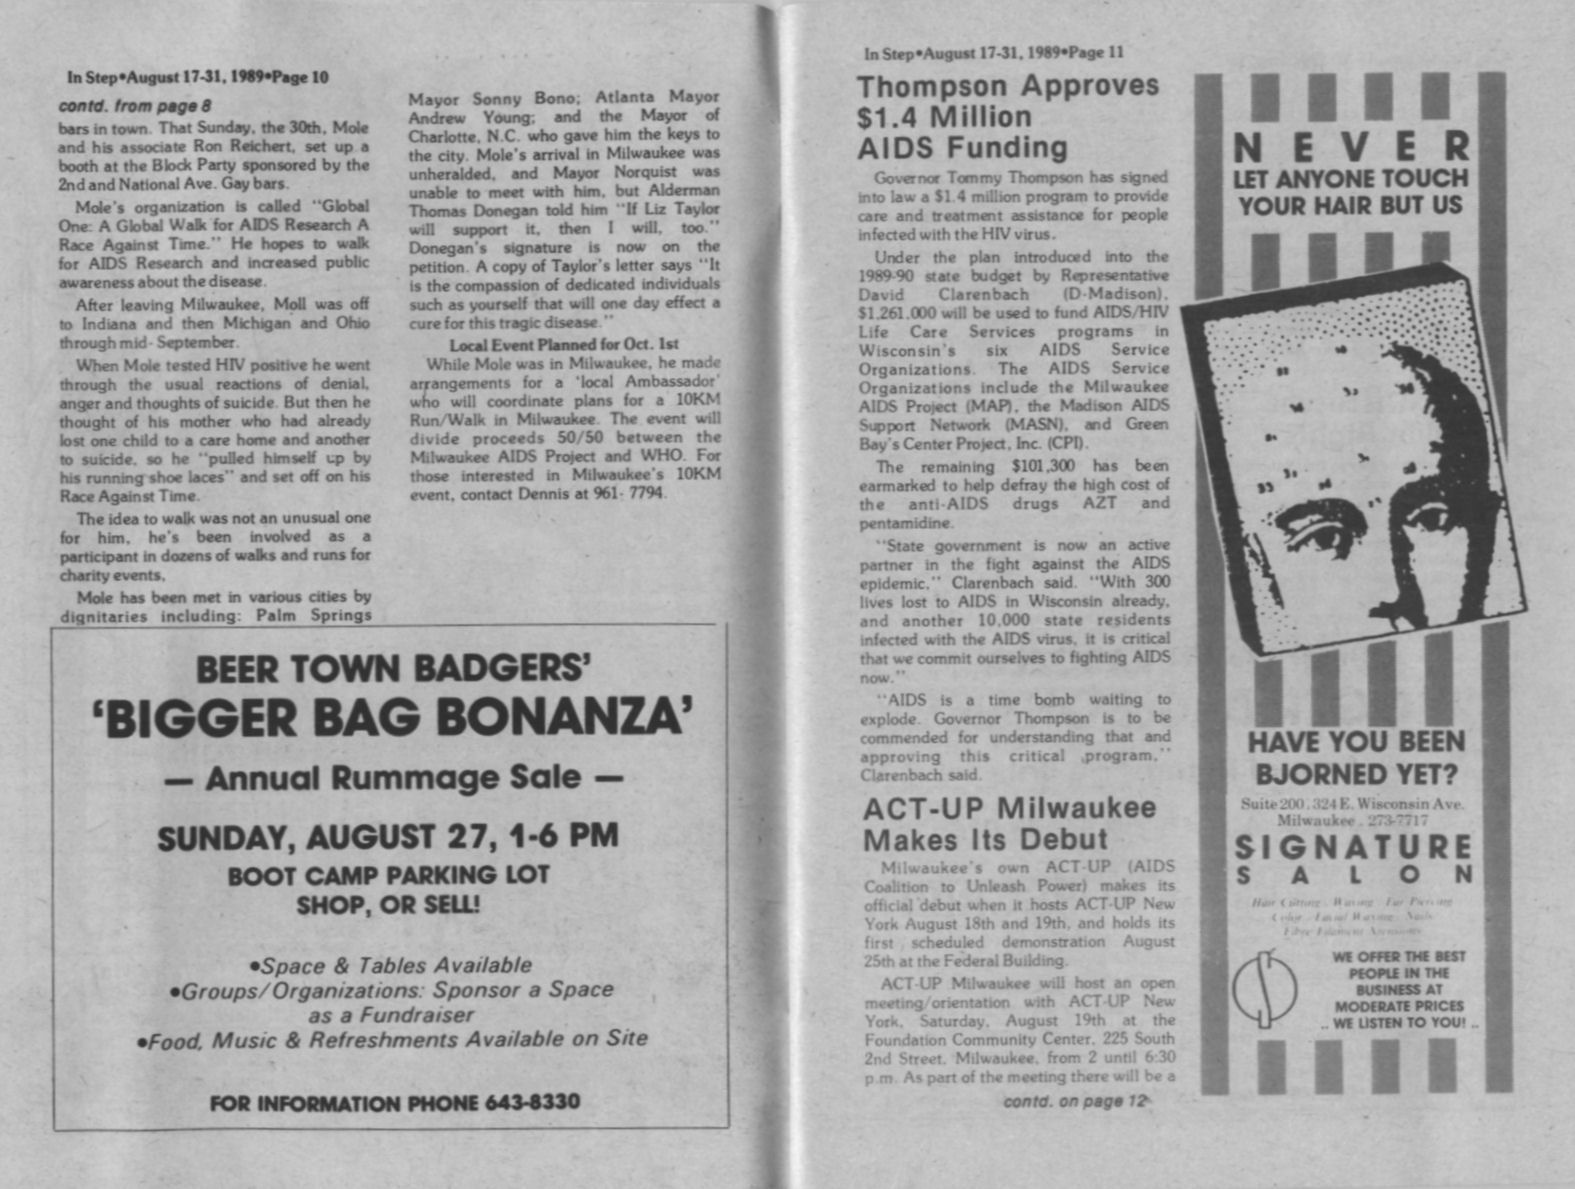 In Step•August 17-31, 1989•Page 10
contd. from page 8
bars in town. That Sunday, the 30th, Mole
and his associate Ron Reichert, set up a
booth at the Block Party sponsored by the
2nd and National Ave. Gay bars.
Mole's organization is called "Global
One: A Global Walk for AIDS Research A
Race Against Time." He hopes to walk
for AIDS Research and increased public
awareness about the disease.
After leaving Milwaukee, Moll was off
to Indiana and then Michigan and Ohio
through mid- September.
When Mole tested HIV positive he went
through the usual reactions of denial,
anger and thoughts of suicide. But then he
thought of his mother who had already
lost one child to a care home and another
to suicide, so he "pulled himself up by
his running shoe laces" and set off on his
Race Against Time.
The idea to walk was not an unusual one
for him, he's been involved as a
participant in dozens of walks and runs for
charity events,
Mole has been met in various cities by
dignitaries including: Palm Springs
Mayor Sonny Bono; Atlanta Mayor
Andrew Young; and the Mayor of
Charlotte, N.C. who gave him the keys to
the city. Mole's arrival in Milwaukee was
unheralded, and Mayor Norquist was
unable to meet with him, but Alderman
Thomas Donegan told him "If Liz Taylor
will support it, then I will, too."
Donegan's signature is now on the
petition. A copy of Taylor's letter says "It
is the compassion of dedicated individuals
such as yourself that will one day effect a
cure for this tragic disease."
Local Event Planned for Oct. 1st
While Mole was in Milwaukee, he made
arrangements for a 'local Ambassador'
who will coordinate plans for a 10KM
Run/Walk in Milwaukee. The event will
divide proceeds 50/50 between the
Milwaukee AIDS Project and WHO. For
those interested in Milwaukee's 10KM
event, contact Dennis at 961- 7794.
BEER TOWN BADGERS'
'BIGGER BAG BONANZA'
— Annual Rummage Sale —
SUNDAY, AUGUST 27, 1-6 PM
BOOT CAMP PARKING LOT
SHOP, OR SELL!
•Space & Tables Available
•Groups/Organizations: Sponsor a Space
as a Fundraiser
•Food, Music & Refreshments Available on Site
FOR INFORMATION PHONE 643-8330
In Step•August 17-31, 1989•Page 11
Thompson Approves
$1.4 Million
AIDS Funding
Governor Tommy Thompson has signed
into law a $1.4 million program to provide
care and treatment assistance for people
infected with the HIV virus.
Under the plan introduced into the
1989-90 state budget by Representative
David Clarenbach (D-Madison),
$1,261,000 will be used to fund AIDS/HIV
Life Care Services programs in
Wisconsin's six AIDS Service
Organizations. The AIDS Service
Organizations include the Milwaukee
AIDS Project (MAP), the Madison AIDS
Support Network (MASN), and Green
Bay's Center Project, Inc. (CPI).
The remaining $101,300 has been
earmarked to help defray the high cost of
the anti-AIDS drugs AZT and
pentamidine.
"State government is now an active
partner in the fight against the AIDS
epidemic," Clarenbach said. "With 300
lives lost to AIDS in Wisconsin already,
and another 10,000 state residents
infected with the AIDS virus, it is critical
that we commit ourselves to fighting AIDS
now."
"AIDS is a time bomb waiting to
explode. Governor Thompson is to be
commended for understanding that and
approving this critical program,"
Clarenbach said.
ACT-UP Milwaukee
Makes Its Debut
Milwaukee's own ACT-UP (AIDS
Coalition to Unleash Power) makes its
official debut when it hosts ACT-UP New
York August 18th and 19th, and holds its
first scheduled demonstration August
25th at the Federal Building.
ACT-UP Milwaukee will host an open
meeting/orientation with ACT-UP New
York, Saturday, August 19th at the
Foundation Community Center, 225 South
2nd Street, Milwaukee, from 2 until 6:30
p.m. As part of the meeting there will be a
contd. on page 12
NEVER
LET ANYONE TOUCH
YOUR HAIR BUT US
HAVE YOU BEEN
BJORNED YET?
Suite 200, 324 E. Wisconsin Ave.
Milwaukee . 273-7717
SIGNATURE
SALON
Hair Cutting . Waxing . Ear Piercing
Color . Facial Waxing . Nails
WE OFFER THE BEST
PEOPLE IN THE
BUSINESS AT
MODERATE PRICES
.. WE LISTEN TO YOU! ..